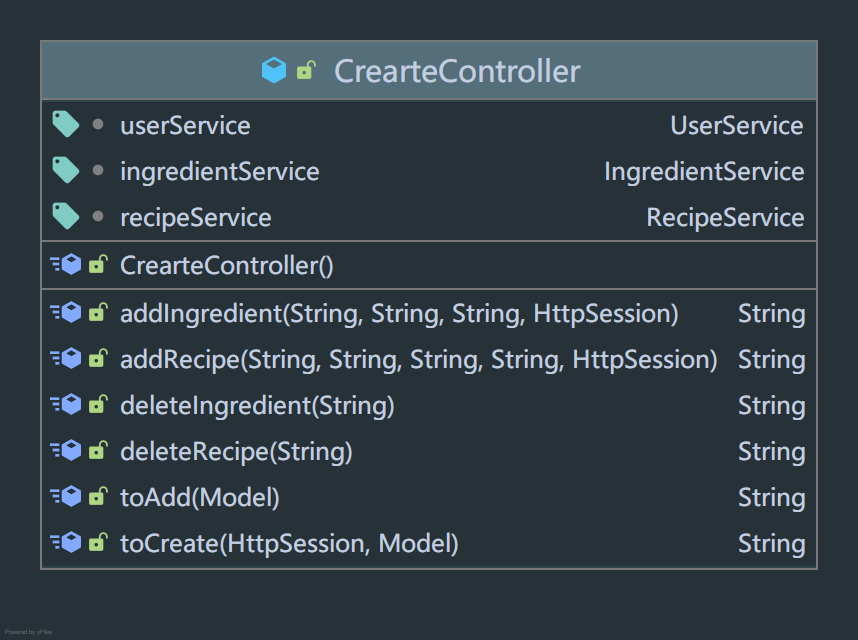 CrearteController
userService UserService
ingredientService IngredientService
recipeService RecipeService
CrearteController()
addIngredient(String, String, String, HttpSession) String
addRecipe(String, String, String, String, HttpSession) String
deleteIngredient(String) String
deleteRecipe(String) String
toAdd(Model) String
toCreate(HttpSession, Model) String
Powered by yFiles